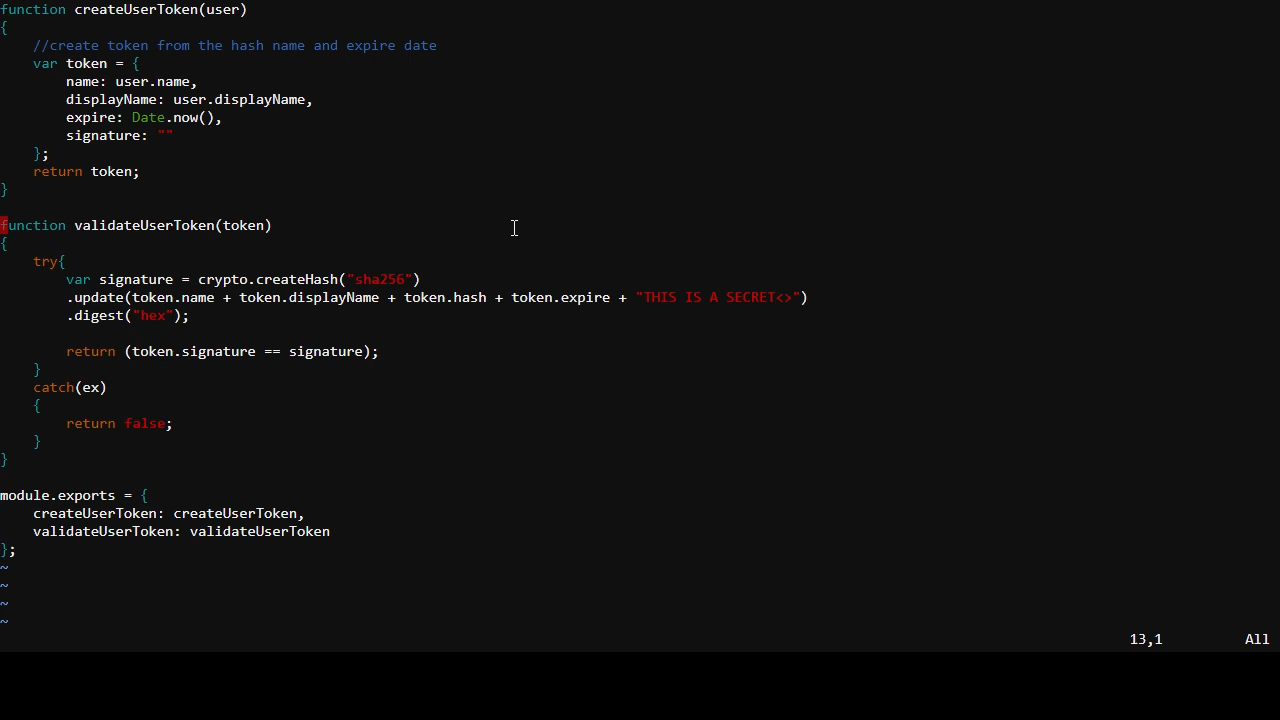 function createUserToken(user)
{
    //create token from the hash name and expire date
    var token = {
        name: user.name,
        displayName: user.displayName,
        expire: Date.now(),
        signature: ""
    };
    return token;
}

function validateUserToken(token)
{
    try{
        var signature = crypto.createHash("sha256")
        .update(token.name + token.displayName + token.hash + token.expire + "THIS IS A SECRET<>")
        .digest("hex");

        return (token.signature == signature);
    }
    catch(ex)
    {
        return false;
    }
}

module.exports = {
    createUserToken: createUserToken,
    validateUserToken: validateUserToken
};
~
~
~
~
13,1 All